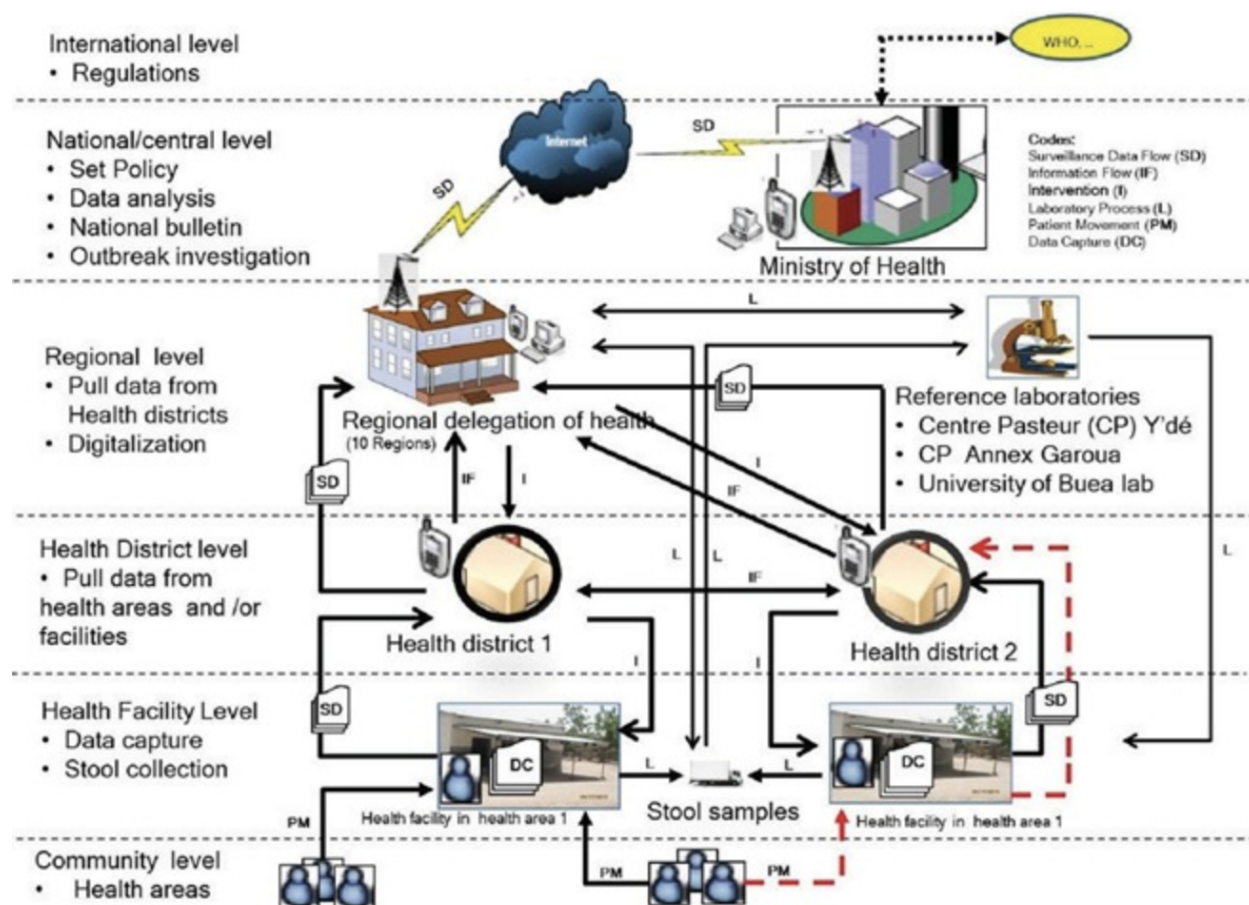 International level
• Regulations
WHO, ...
National/central level
• Set Policy
• Data analysis
• National bulletin
• Outbreak investigation
Internet
SD
SD
Codes:
Surveillance Data Flow (SD)
Information Flow (IF)
Intervention (I)
Laboratory Process (L)
Patient Movement (PM)
Data Capture (DC)
Ministry of Health
Regional level
• Pull data from
Health districts
• Digitalization
L
SD
Regional delegation of health
(10 Regions)
Reference laboratories
• Centre Pasteur (CP) Y'dé
• CP Annex Garoua
• University of Buea lab
SD
IF
I
I
IF
Health District level
• Pull data from
health areas and /or
facilities
L
L
IF
L
Health district 1
Health district 2
I
I
Health Facility Level
• Data capture
• Stool collection
SD
DC
L
L
DC
SD
Stool samples
Health facility in health area 1
Health facility in health area 1
Community level
• Health areas
PM
PM
PM